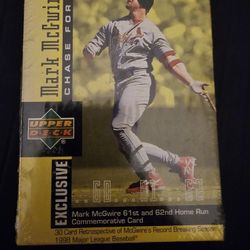 Mark McGwir
CHASE FOR
UPPER
DECK
EXCLUSIVE
Mark McGwire 61st and 62nd Home Run
Commemorative Card
30 Card Retrospective of McGwire's Record Breaking Season
1998 Major League Baseball